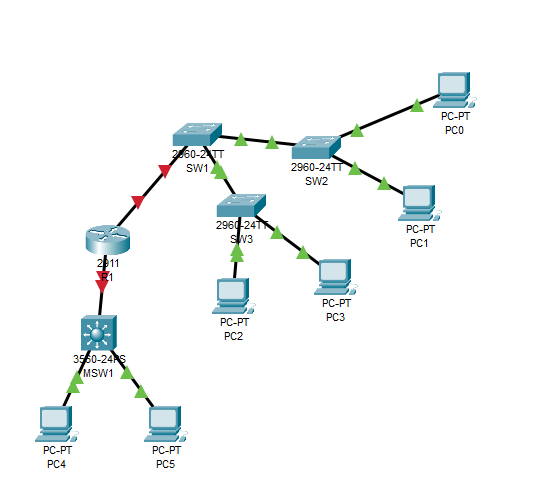 PC-PT
PC0
2960-24TT
SW1
2960-24TT
SW2
PC-PT
PC1
2960-24TT
SW3
2911
R1
PC-PT
PC3
PC-PT
PC2
3560-24PS
MSW1
PC-PT
PC4
PC-PT
PC5